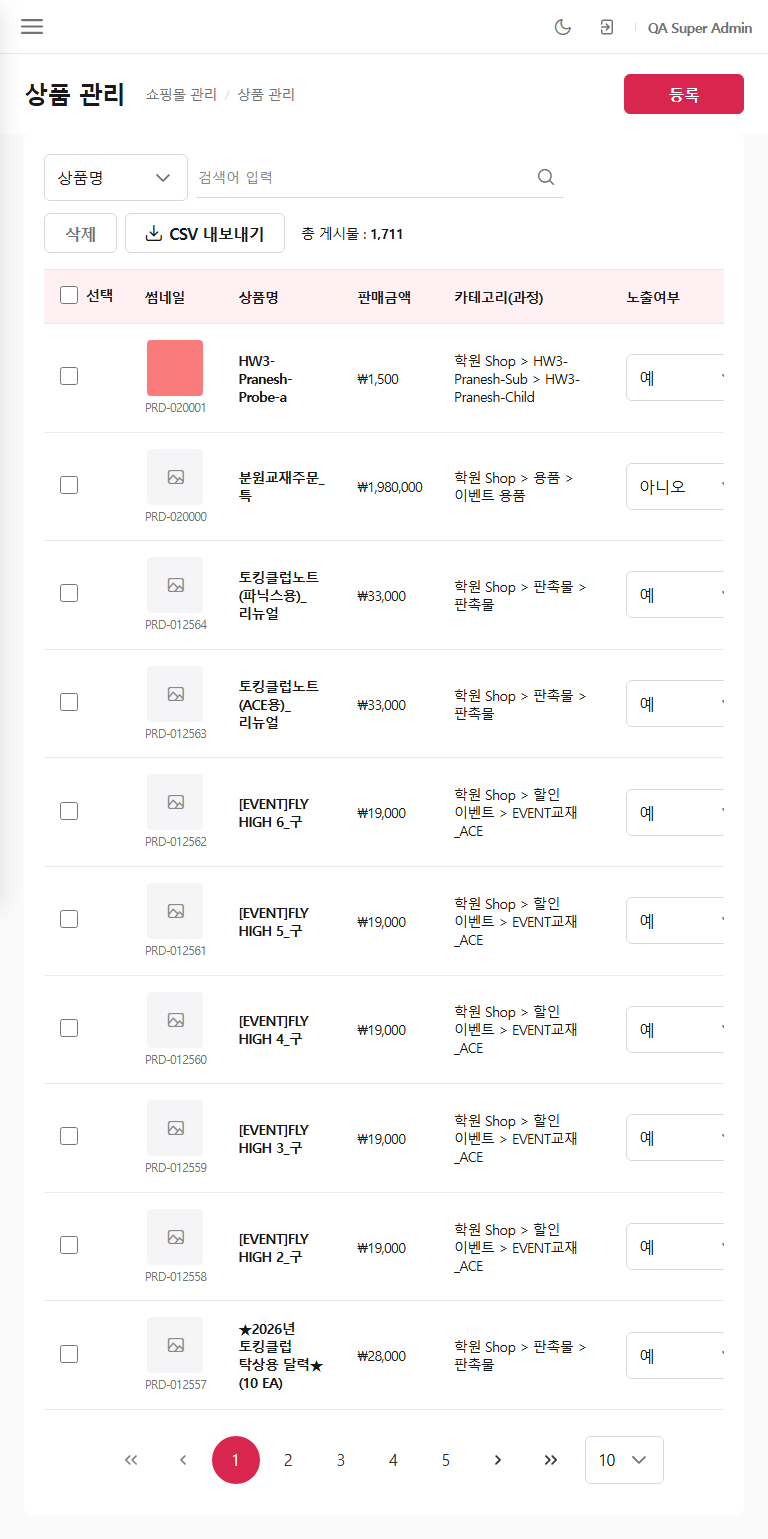 QA Super Admin
상품 관리
쇼핑몰 관리 / 상품 관리
등록
상품명
검색어 입력
삭제
CSV 내보내기
총 게시물 : 1,711
선택 썸네일 상품명 판매금액 카테고리(과정) 노출여부
HW3-
Pranesh-
Probe-a
PRD-020001
₩1,500
학원 Shop > HW3-
Pranesh-Sub > HW3-
Pranesh-Child
예
분원교재주문_
특
PRD-020000
₩1,980,000
학원 Shop > 용품 >
이벤트 용품
아니오
토킹클럽노트
(파닉스용)_
리뉴얼
PRD-012564
₩33,000
학원 Shop > 판촉물 >
판촉물
예
토킹클럽노트
(ACE용)_
리뉴얼
PRD-012563
₩33,000
학원 Shop > 판촉물 >
판촉물
예
[EVENT]FLY
HIGH 6_구
PRD-012562
₩19,000
학원 Shop > 할인
이벤트 > EVENT교재
_ACE
예
[EVENT]FLY
HIGH 5_구
PRD-012561
₩19,000
학원 Shop > 할인
이벤트 > EVENT교재
_ACE
예
[EVENT]FLY
HIGH 4_구
PRD-012560
₩19,000
학원 Shop > 할인
이벤트 > EVENT교재
_ACE
예
[EVENT]FLY
HIGH 3_구
PRD-012559
₩19,000
학원 Shop > 할인
이벤트 > EVENT교재
_ACE
예
[EVENT]FLY
HIGH 2_구
PRD-012558
₩19,000
학원 Shop > 할인
이벤트 > EVENT교재
_ACE
예
★2026년
토킹클럽
탁상용 달력★
(10 EA)
PRD-012557
₩28,000
학원 Shop > 판촉물 >
판촉물
예
1 2 3 4 5 10